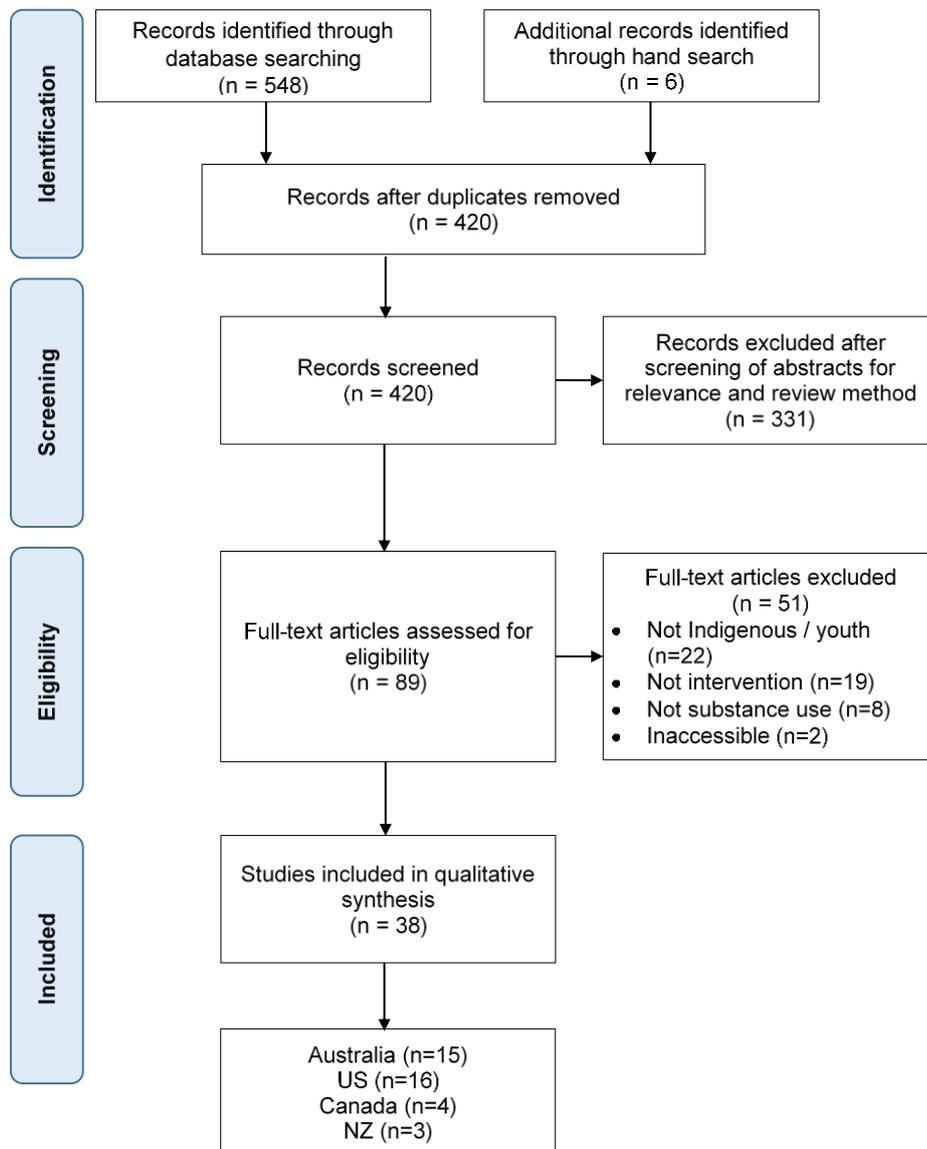 Identification
Records identified through
database searching
(n = 548)
Additional records identified
through hand search
(n = 6)
Records after duplicates removed
(n = 420)
Screening
Records screened
(n = 420)
Records excluded after
screening of abstracts for
relevance and review method
(n = 331)
Eligibility
Full-text articles assessed for
eligibility
(n = 89)
Full-text articles excluded
(n = 51)
• Not Indigenous / youth
(n=22)
• Not intervention (n=19)
• Not substance use (n=8)
• Inaccessible (n=2)
Included
Studies included in qualitative
synthesis
(n = 38)
Australia (n=15)
US (n=16)
Canada (n=4)
NZ (n=3)